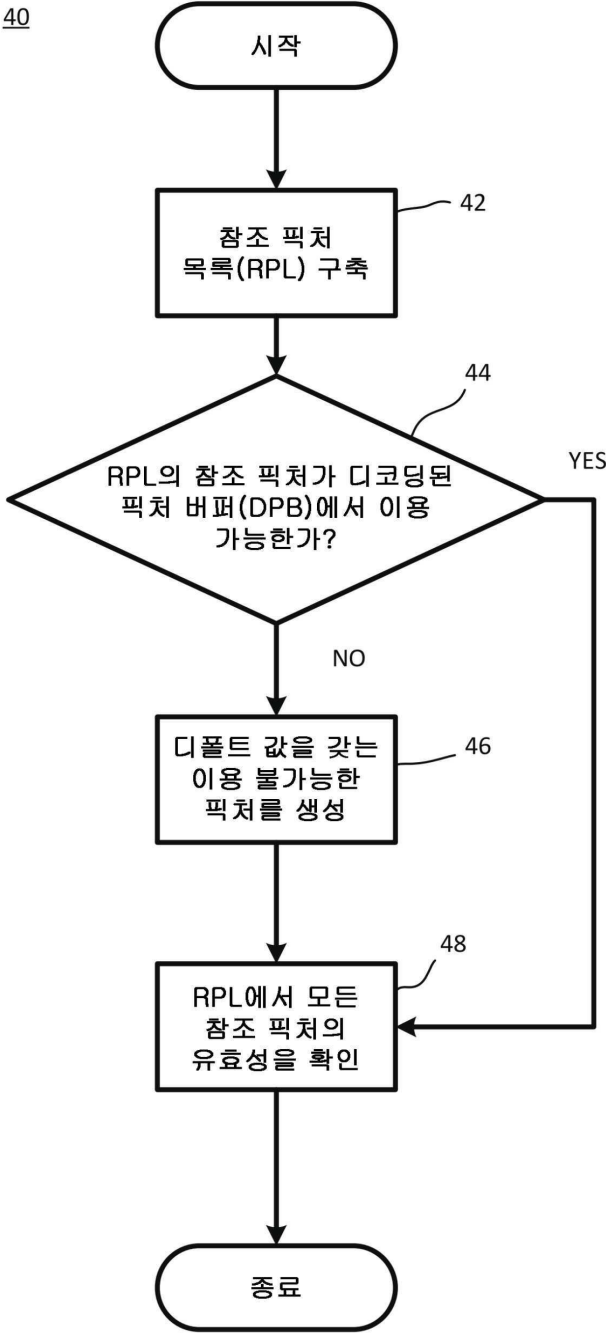 40
시작
42
참조 픽처
목록(RPL) 구축
44
RPL의 참조 픽처가 디코딩된
픽처 버퍼(DPB)에서 이용
가능한가?
YES
NO
46
디폴트 값을 갖는
이용 불가능한
픽처를 생성
48
RPL에서 모든
참조 픽처의
유효성을 확인
종료